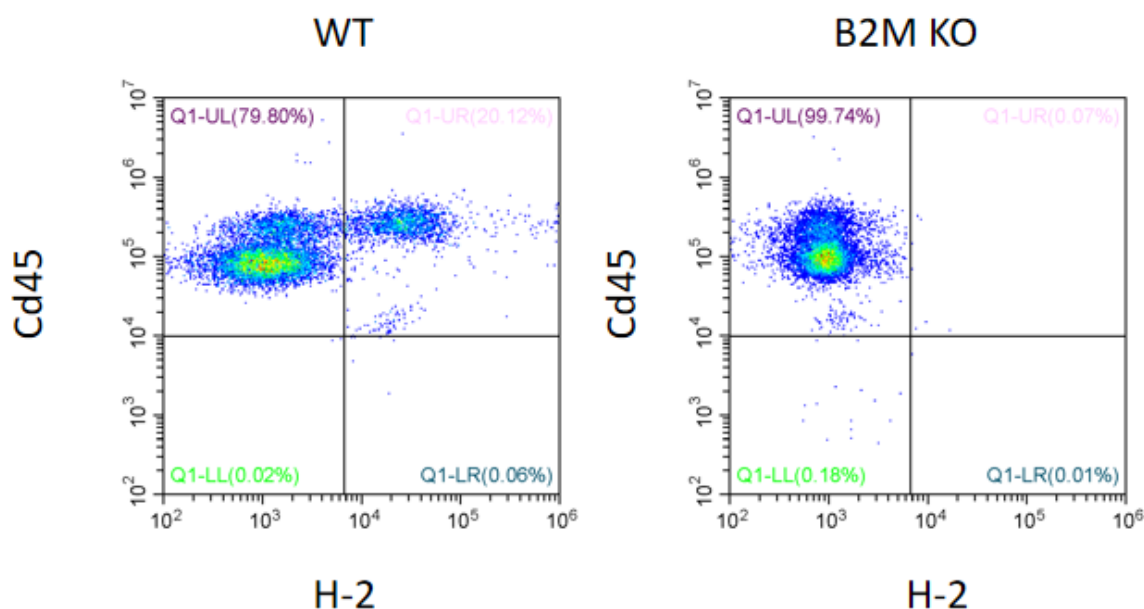 WT
B2M KO
Q1-UL(79.80%)
Q1-UR(20.12%)
Q1-LL(0.02%)
Q1-LR(0.06%)
10^7
10^6
10^5
10^4
10^3
10^2
10^2
10^3
10^4
10^5
10^6
Cd45
H-2
Q1-UL(99.74%)
Q1-UR(0.07%)
Q1-LL(0.18%)
Q1-LR(0.01%)
10^7
10^6
10^5
10^4
10^3
10^2
10^2
10^3
10^4
10^5
10^6
Cd45
H-2